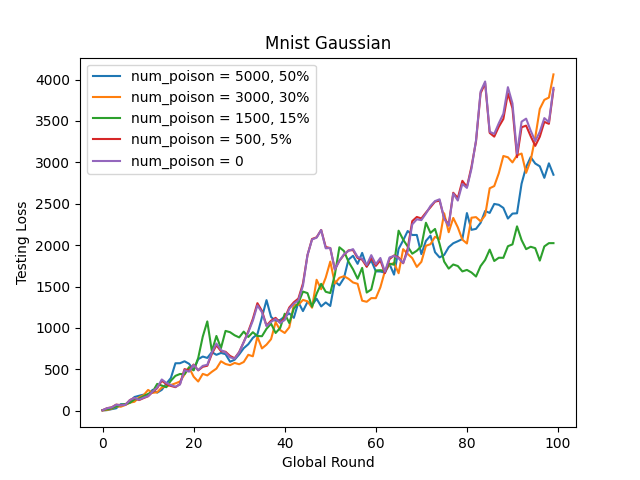 Mnist Gaussian
num_poison = 5000, 50%
num_poison = 3000, 30%
num_poison = 1500, 15%
num_poison = 500, 5%
num_poison = 0
Testing Loss
4000
3500
3000
2500
2000
1500
1000
500
0
0 20 40 60 80 100
Global Round